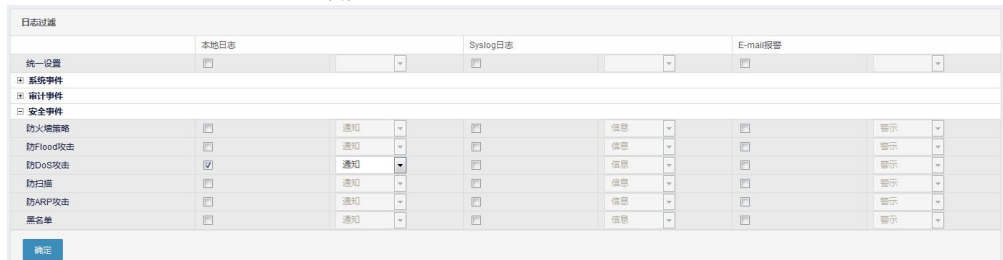 日志过滤
本地日志 Syslog日志 E-mail报警
统一设置
系统事件
审计事件
安全事件
防火墙策略 通知 信息 警示
防Flood攻击 通知 信息 警示
防DoS攻击 通知 信息 警示
防扫描 通知 信息 警示
防ARP攻击 通知 信息 警示
黑名单 通知 信息 警示
确定